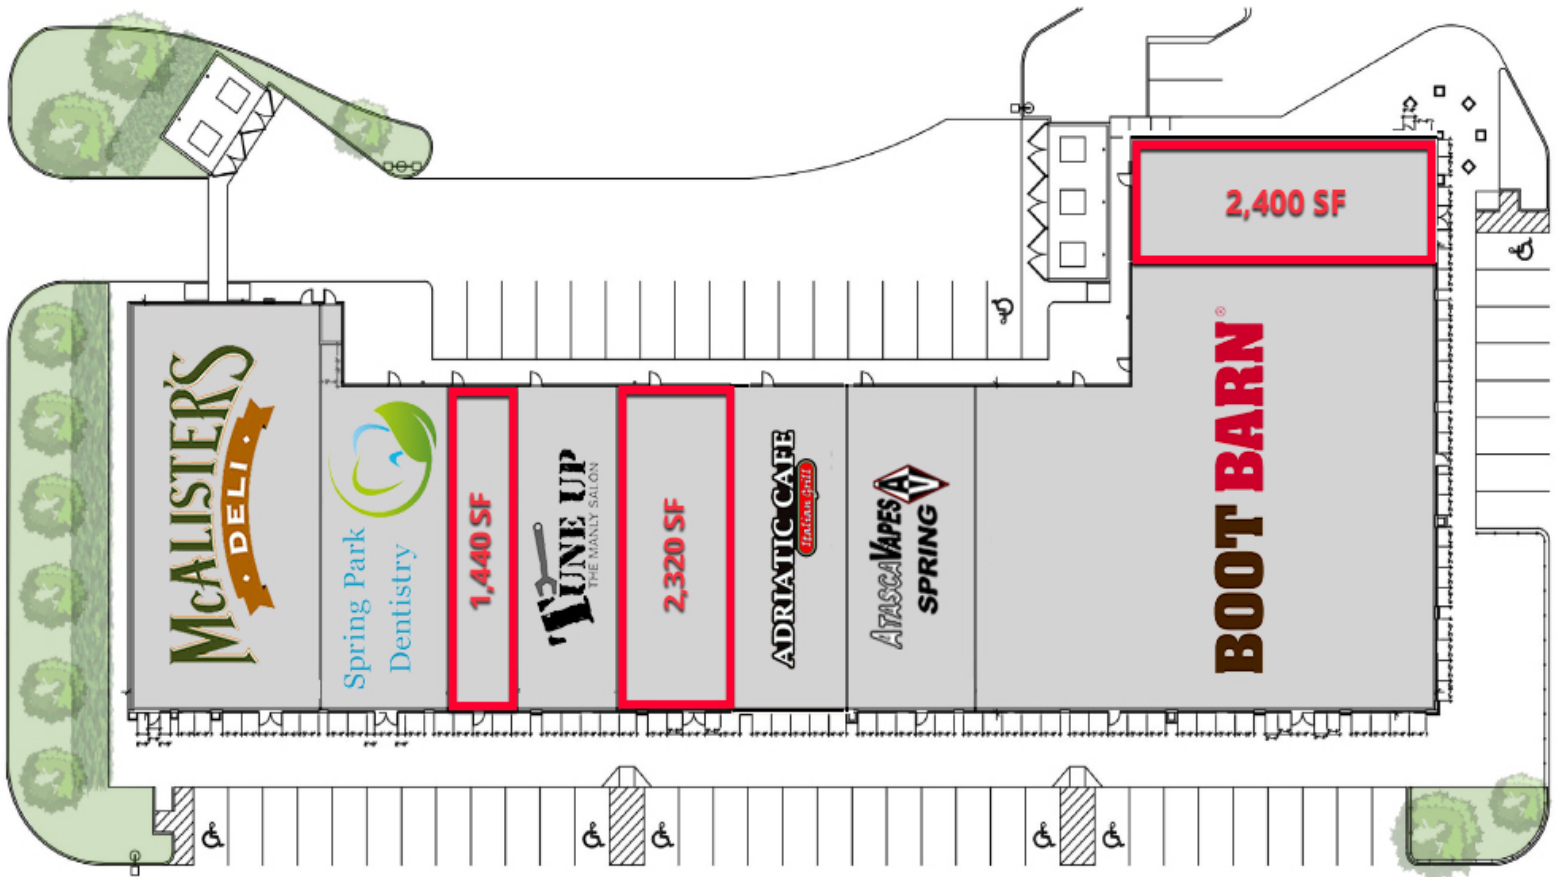 McALISTER'S
DELI
Spring Park
Dentistry
1,440 SF
TUNE UP
THE MANLY SALON
2,320 SF
ADRIATIC CAFE
Italian Grill
AV
ATASCAVAPES
SPRING
BOOT BARN®
2,400 SF